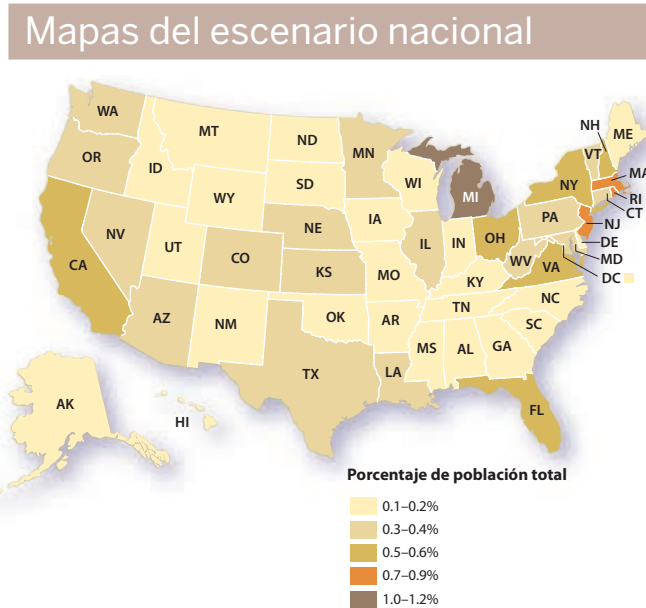 Mapas del escenario nacional
WA
MT
ND
MN
NH
ME
VT
OR
ID
SD
WI
MI
NY
MA
RI
CT
WY
IA
PA
NJ
NV
NE
IL
IN
OH
DE
MD
CA
UT
CO
KS
MO
WV
VA
DC
KY
NC
AZ
NM
OK
AR
TN
SC
MS
AL
GA
TX
LA
AK
HI
FL
Porcentaje de población total
0.1–0.2%
0.3–0.4%
0.5–0.6%
0.7–0.9%
1.0–1.2%